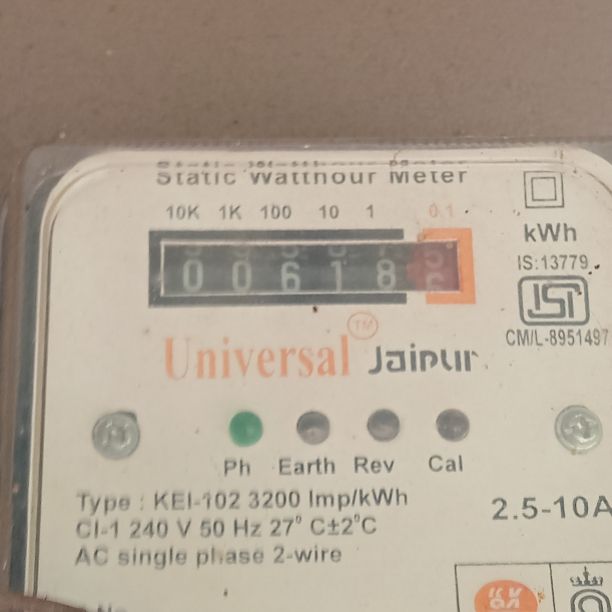 Static Watthour Meter
10K 1K 100 10 1 0.1
kWh
IS:13779
0 0 6 1 8
ISI
CM/L-8951497
Universal TM Jaipur
Ph Earth Rev Cal
Type : KEI-102 3200 Imp/kWh
2.5-10A
Cl-1 240 V 50 Hz 27° C±2°C
AC single phase 2-wire